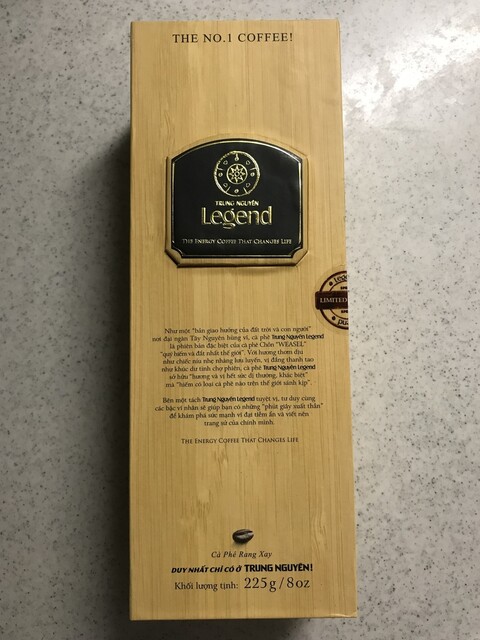 THE NO.1 COFFEE!
TRUNG NGUYÊN
Legend
THE ENERGY COFFEE THAT CHANGES LIFE
LIMITED
Như một "bản giao hưởng của đất trời và con người"
nơi đại ngàn Tây Nguyên hùng vĩ, cà phê Trung Nguyên Legend
là phiên bản đặc biệt của cà phê Chồn "WEASEL"
"quý hiếm và đắt nhất thế giới". Với hương thơm dịu
như chiếc níu nhẹ nhàng lưu luyến, vị đắng thanh tao
như khúc dư tình chợ phiên, cà phê Trung Nguyên Legend
sở hữu "hương và vị hết sức dị thường, khác biệt"
mà "hiếm có loại cà phê nào trên thế giới sánh kịp".
Bên một tách Trung Nguyên Legend tuyệt vị, tư duy cùng
các bậc vĩ nhân sẽ giúp bạn có những "phút giây xuất thần"
để khám phá sức mạnh vĩ đại tiềm ẩn và viết nên
trang sử của chính mình.
THE ENERGY COFFEE THAT CHANGES LIFE
Cà Phê Rang Xay
DUY NHẤT CHỈ CÓ Ở TRUNG NGUYÊN!
Khối lượng tịnh: 225g/8oz